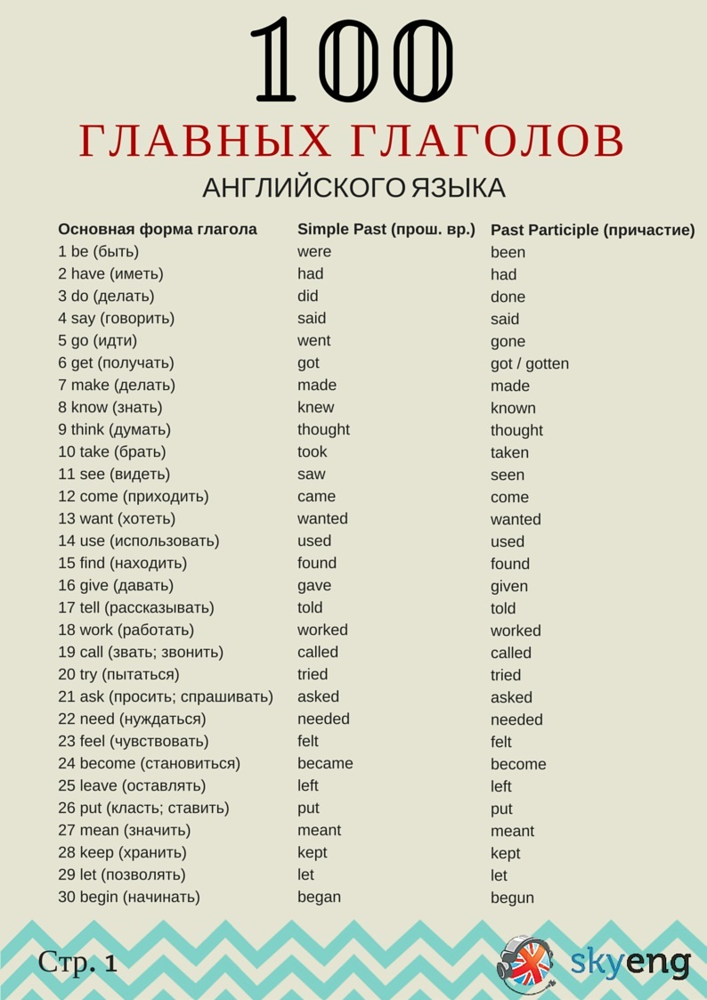 100
ГЛАВНЫХ ГЛАГОЛОВ
АНГЛИЙСКОГО ЯЗЫКА
Основная форма глагола Simple Past (прош. вр.) Past Participle (причастие)
1 be (быть) were been
2 have (иметь) had had
3 do (делать) did done
4 say (говорить) said said
5 go (идти) went gone
6 get (получать) got got / gotten
7 make (делать) made made
8 know (знать) knew known
9 think (думать) thought thought
10 take (брать) took taken
11 see (видеть) saw seen
12 come (приходить) came come
13 want (хотеть) wanted wanted
14 use (использовать) used used
15 find (находить) found found
16 give (давать) gave given
17 tell (рассказывать) told told
18 work (работать) worked worked
19 call (звать; звонить) called called
20 try (пытаться) tried tried
21 ask (просить; спрашивать) asked asked
22 need (нуждаться) needed needed
23 feel (чувствовать) felt felt
24 become (становиться) became become
25 leave (оставлять) left left
26 put (класть; ставить) put put
27 mean (значить) meant meant
28 keep (хранить) kept kept
29 let (позволять) let let
30 begin (начинать) began begun
Стр. 1 skyeng